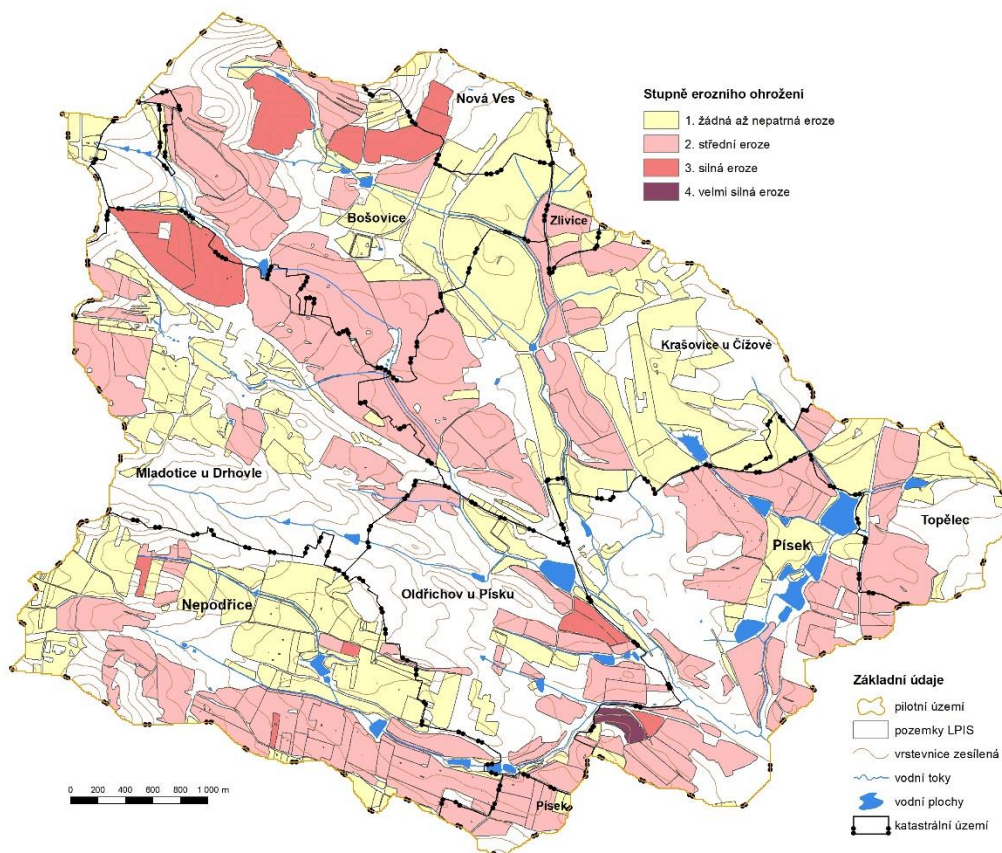 Nová Ves
Stupně erozního ohrožení
1. žádná až nepatrná eroze
2. střední eroze
3. silná eroze
4. velmi silná eroze
Bošovice
Zlivice
Krašovice u Čížové
Mladotice u Drhovle
Topělec
Písek
Oldřichov u Písku
Nepodřice
Základní údaje
pilotní území
pozemky LPIS
vrstevnice zesílená
vodní toky
vodní plochy
katastrální území
0 200 400 600 800 1 000 m
Písek